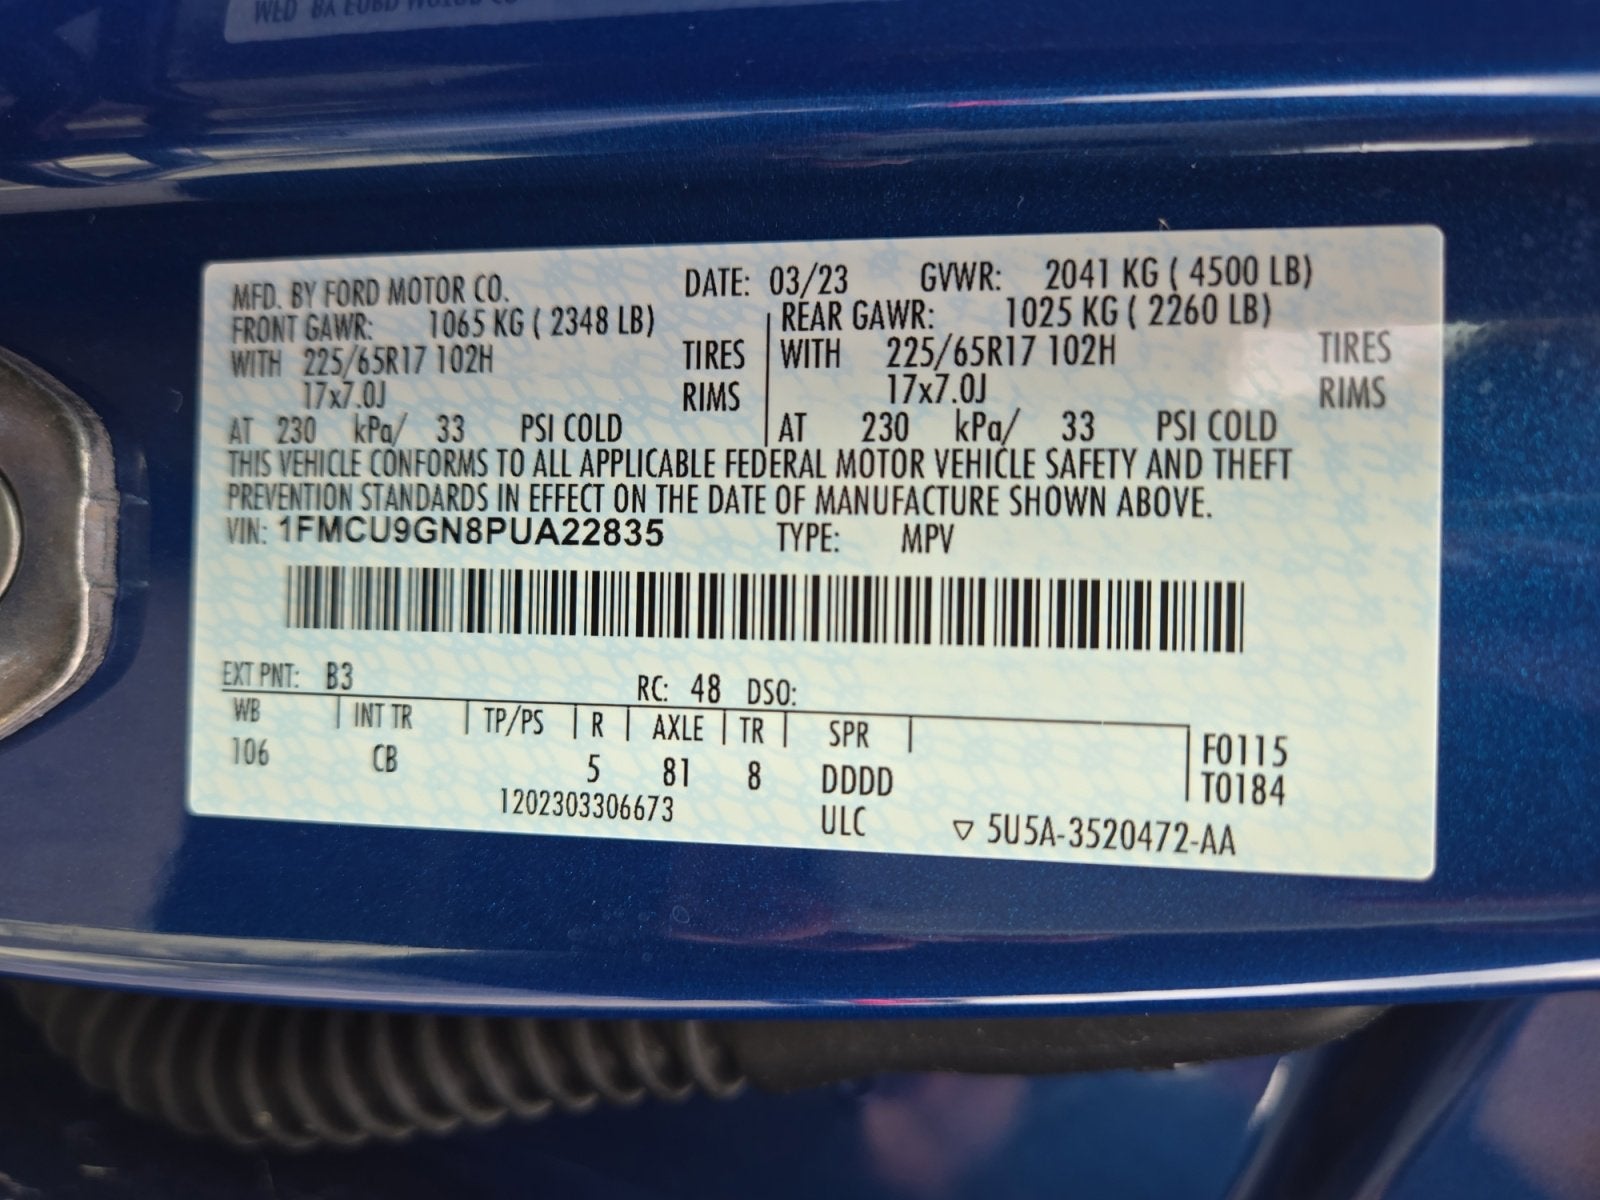 MFD. BY FORD MOTOR CO. DATE: 03/23 GVWR: 2041 KG ( 4500 LB)
FRONT GAWR: 1065 KG ( 2348 LB) REAR GAWR: 1025 KG ( 2260 LB)
WITH 225/65R17 102H TIRES WITH 225/65R17 102H TIRES
17x7.0J RIMS 17x7.0J RIMS
AT 230 kPa/ 33 PSI COLD AT 230 kPa/ 33 PSI COLD
THIS VEHICLE CONFORMS TO ALL APPLICABLE FEDERAL MOTOR VEHICLE SAFETY AND THEFT
PREVENTION STANDARDS IN EFFECT ON THE DATE OF MANUFACTURE SHOWN ABOVE.
VIN: 1FMCU9GN8PUA22835 TYPE: MPV
EXT PNT: B3 RC: 48 DSO:
WB INT TR TP/PS R AXLE TR SPR F0115
106 CB 5 81 8 DDDD T0184
1202303306673 ULC ▽ 5U5A-3520472-AA